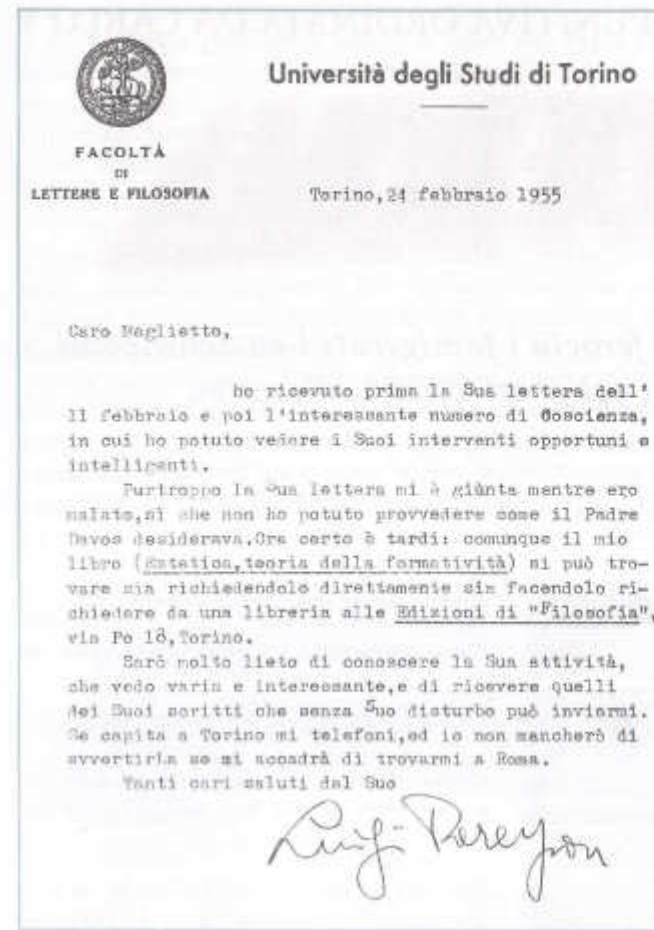 Università degli Studi di Torino
FACOLTÀ
DI
LETTERE E FILOSOFIA
Torino,24 febbraio 1955
Caro Maglietto,
ho ricevuto prima la Sua lettera dell'
11 febbraio e poi l'interessante numero di Coscienza,
in cui ho potuto vedere i Suoi interventi opportuni e
intelligenti.
Purtroppo la Sua lettera mi è giùnta mentre ero
malato,sì che non ho potuto provvedere come il Padre
desiderava.Ora certo è tardi: comunque il mio
libro (Estetica,teoria della formatività) si può tro-
vare sia richiedendolo direttamente sia facendolo ri-
chiedere da una libreria alle Edizioni di "Filosofia",
via Po 18,Torino.
Sarò molto lieto di conoscere la Sua attività,
che vedo varia e interessante,e di ricevere quelli
dei Suoi scritti che senza Suo disturbo può inviarmi.
Se capita a Torino mi telefoni,ed io non mancherò di
avvertirla se mi accadrà di trovarmi a Roma.
Tanti cari saluti dal Suo
Luigi Pareyson